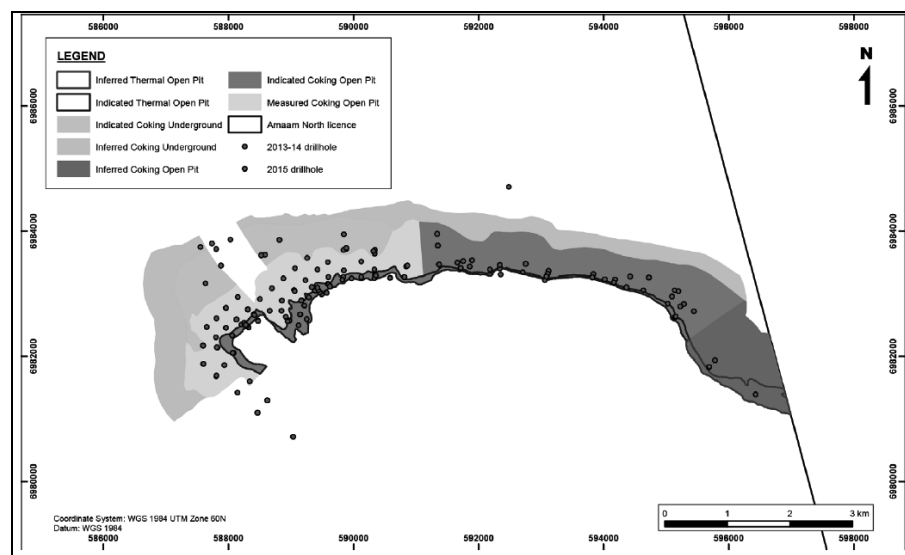 586000 588000 590000 592000 594000 596000 598000
LEGEND
Inferred Thermal Open Pit
Indicated Thermal Open Pit
Indicated Coking Underground
Inferred Coking Underground
Inferred Coking Open Pit
Indicated Coking Open Pit
Measured Coking Open Pit
Amaam North licence
2013-14 drillhole
2015 drillhole
N
6986000 6986000
6984000 6984000
6982000 6982000
6980000 6980000
Coordinate System: WGS 1984 UTM Zone 60N
Datum: WGS 1984
0 1 2 3 km
586000 588000 590000 592000 594000 596000 598000